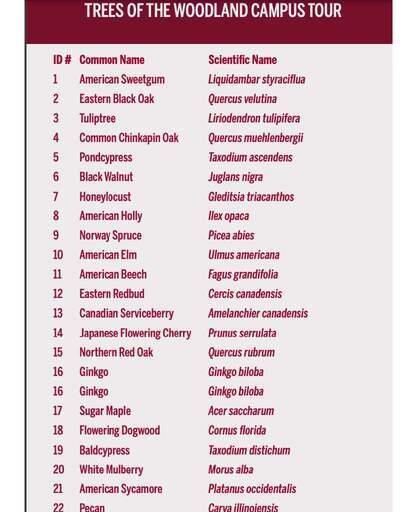 TREES OF THE WOODLAND CAMPUS TOUR
ID # Common Name Scientific Name
1 American Sweetgum Liquidambar styraciflua
2 Eastern Black Oak Quercus velutina
3 Tuliptree Liriodendron tulipifera
4 Common Chinkapin Oak Quercus muehlenbergii
5 Pondcypress Taxodium ascendens
6 Black Walnut Juglans nigra
7 Honeylocust Gleditsia triacanthos
8 American Holly Ilex opaca
9 Norway Spruce Picea abies
10 American Elm Ulmus americana
11 American Beech Fagus grandifolia
12 Eastern Redbud Cercis canadensis
13 Canadian Serviceberry Amelanchier canadensis
14 Japanese Flowering Cherry Prunus serrulata
15 Northern Red Oak Quercus rubrum
16 Ginkgo Ginkgo biloba
16 Ginkgo Ginkgo biloba
17 Sugar Maple Acer saccharum
18 Flowering Dogwood Cornus florida
19 Baldcypress Taxodium distichum
20 White Mulberry Morus alba
21 American Sycamore Platanus occidentalis
22 Pecan Carya illinoiensis